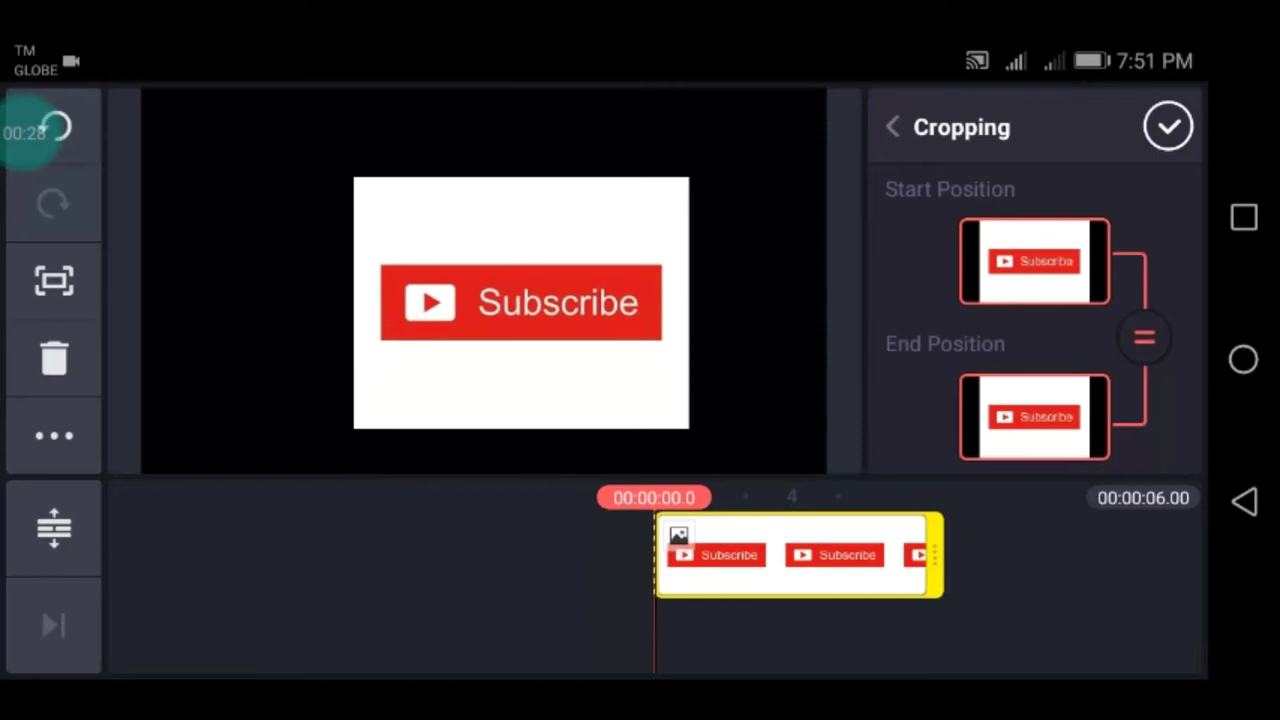 TM
GLOBE
7:51 PM
00:28
Cropping
Start Position
Subscribe
Subscribe
End Position
Subscribe
00:00:00.0
4
00:00:06.00
Subscribe
Subscribe